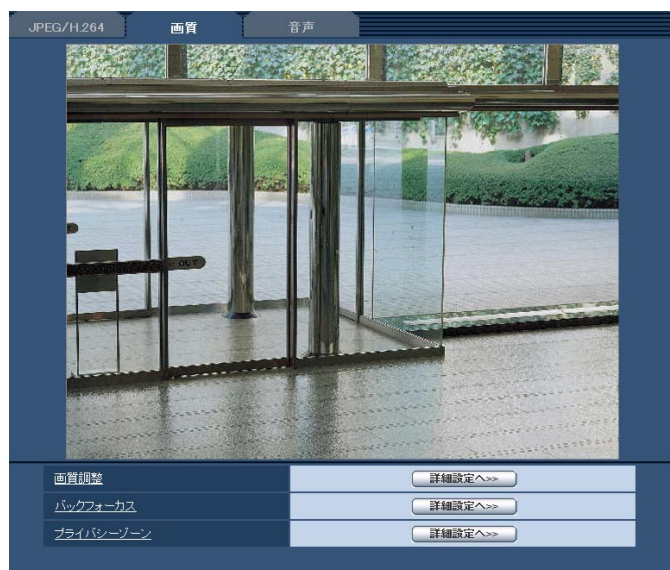 JPEG/H.264 画質 音声
OUT
画質調整 詳細設定へ>>
バックフォーカス 詳細設定へ>>
プライバシーゾーン 詳細設定へ>>